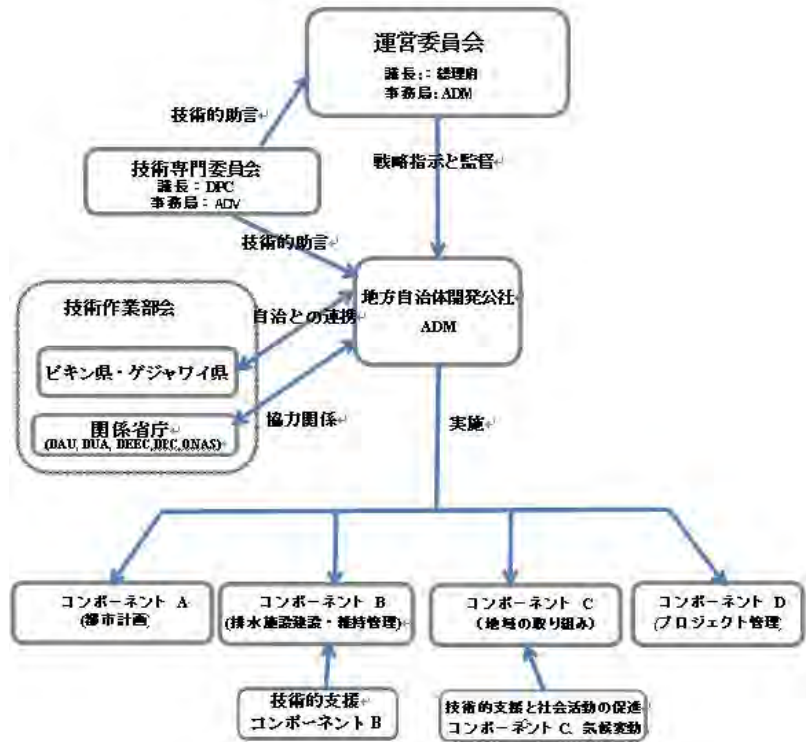 運営委員会
議長:：総理府
事務局:ADM
技術的助言
技術専門委員会
議長：DPC
事務局：ADV
戦略指示と監督
技術的助言
地方自治体開発公社
ADM
技術作業部会
自治との連携
ピキン県・ゲジャワイ県
関係省庁
(DAU, DUA, DEEC,DPC,ONAS)
協力関係
実施
コンポーネント A
(都市計画)
コンポーネント B
(排水施設建設・維持管理)
コンポーネント C
（地域の取り組み）
コンポーネント D
(プロジェクト管理)
技術的支援
コンポーネントB
技術的支援と社会活動の促進
コンポーネントC、気候変動